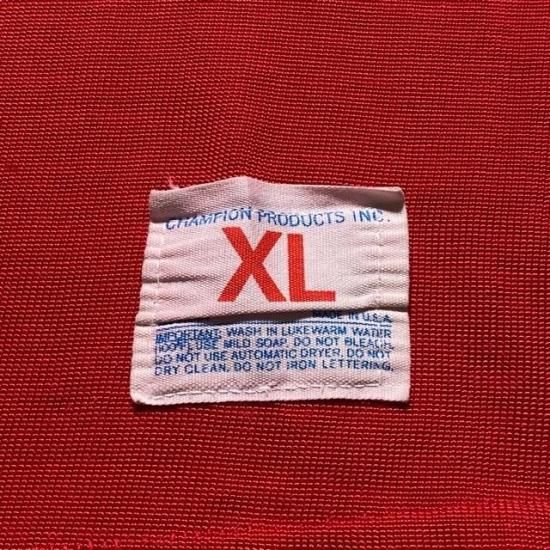 CHAMPION PRODUCTS INC.
XL
MADE IN U.S.A.
IMPORTANT: WASH IN LUKEWARM WATER
100°F. USE MILD SOAP. DO NOT BLEACH.
DO NOT USE AUTOMATIC DRYER. DO NOT
DRY CLEAN. DO NOT IRON LETTERING.